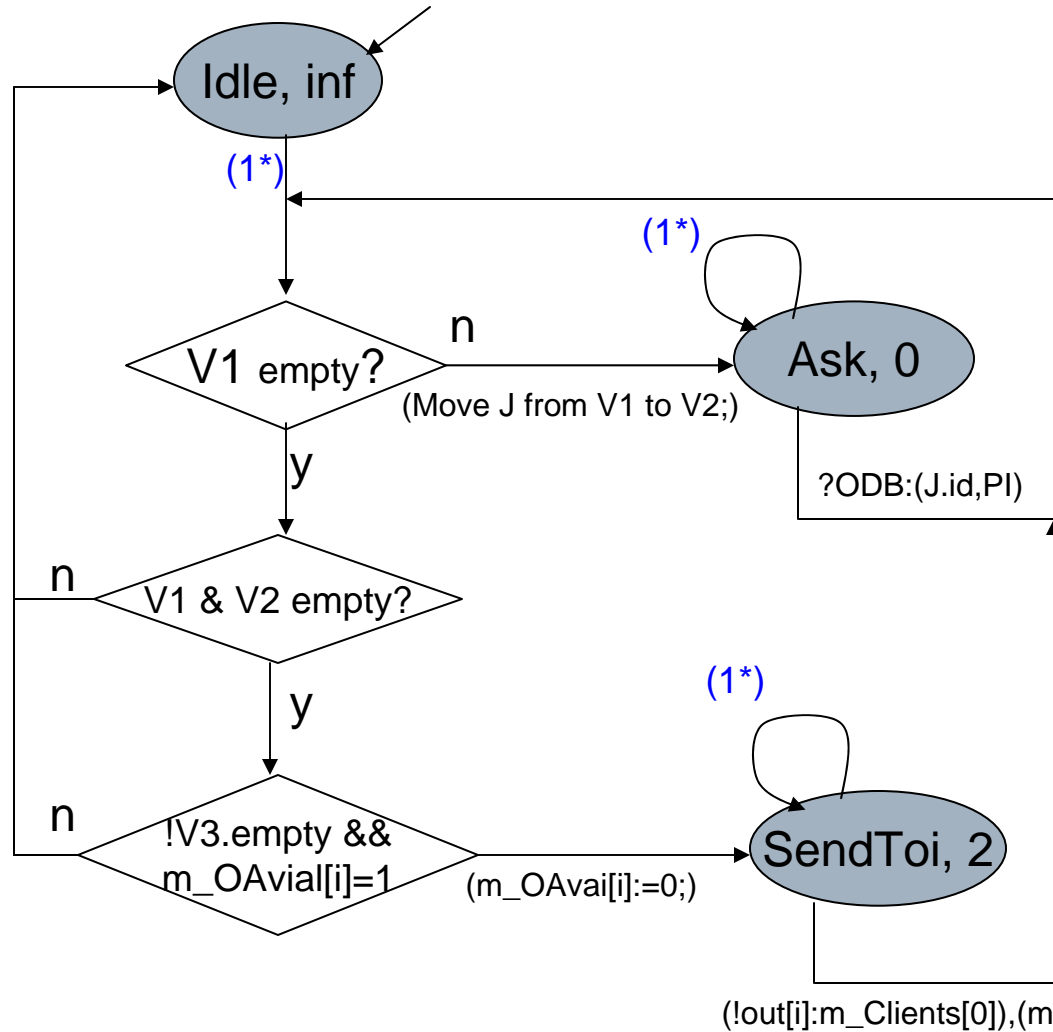 Idle, inf
(1*)
(1*)
n
V1 empty?
Ask, 0
(Move J from V1 to V2;)
y
?ODB:(J.id,PI)
n
V1 & V2 empty?
(1*)
y
n
!V3.empty &&
m_OAvial[i]=1
SendToi, 2
(m_OAvai[i]:=0;)
(!out[i]:m_Clients[0]),(m